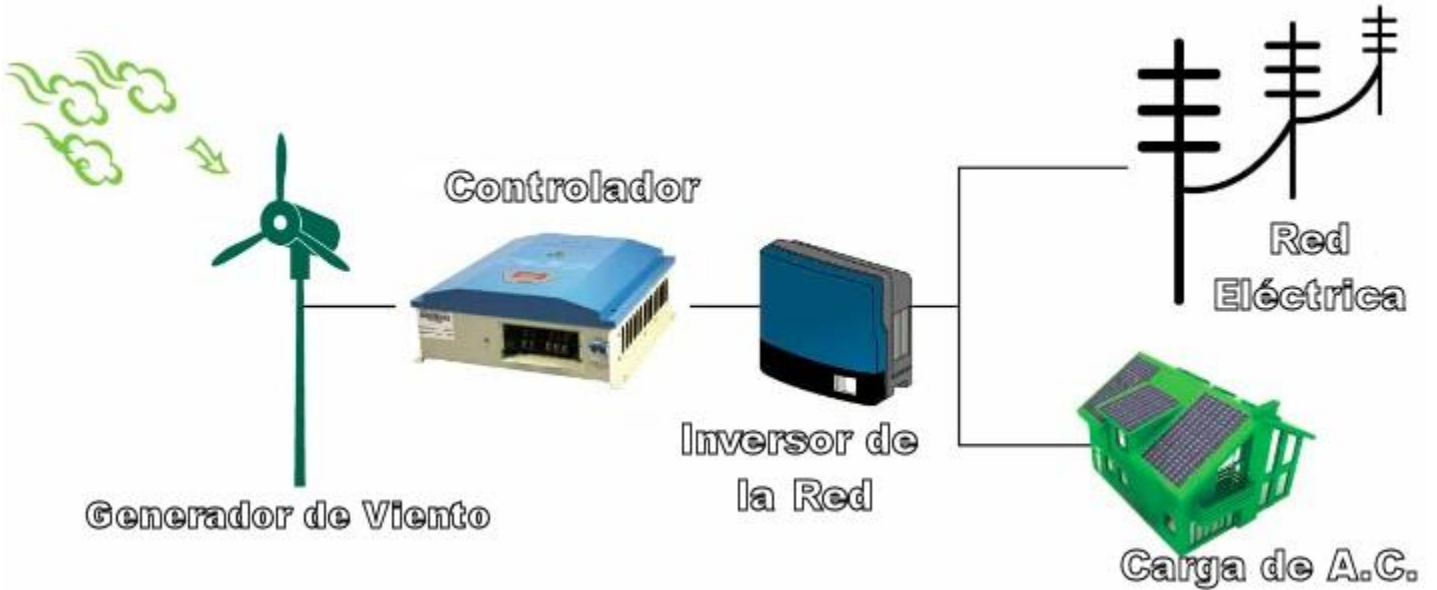 Controlador
Red
Eléctrica
Inversor de
la Red
Generador de Viento
Carga de A.C.